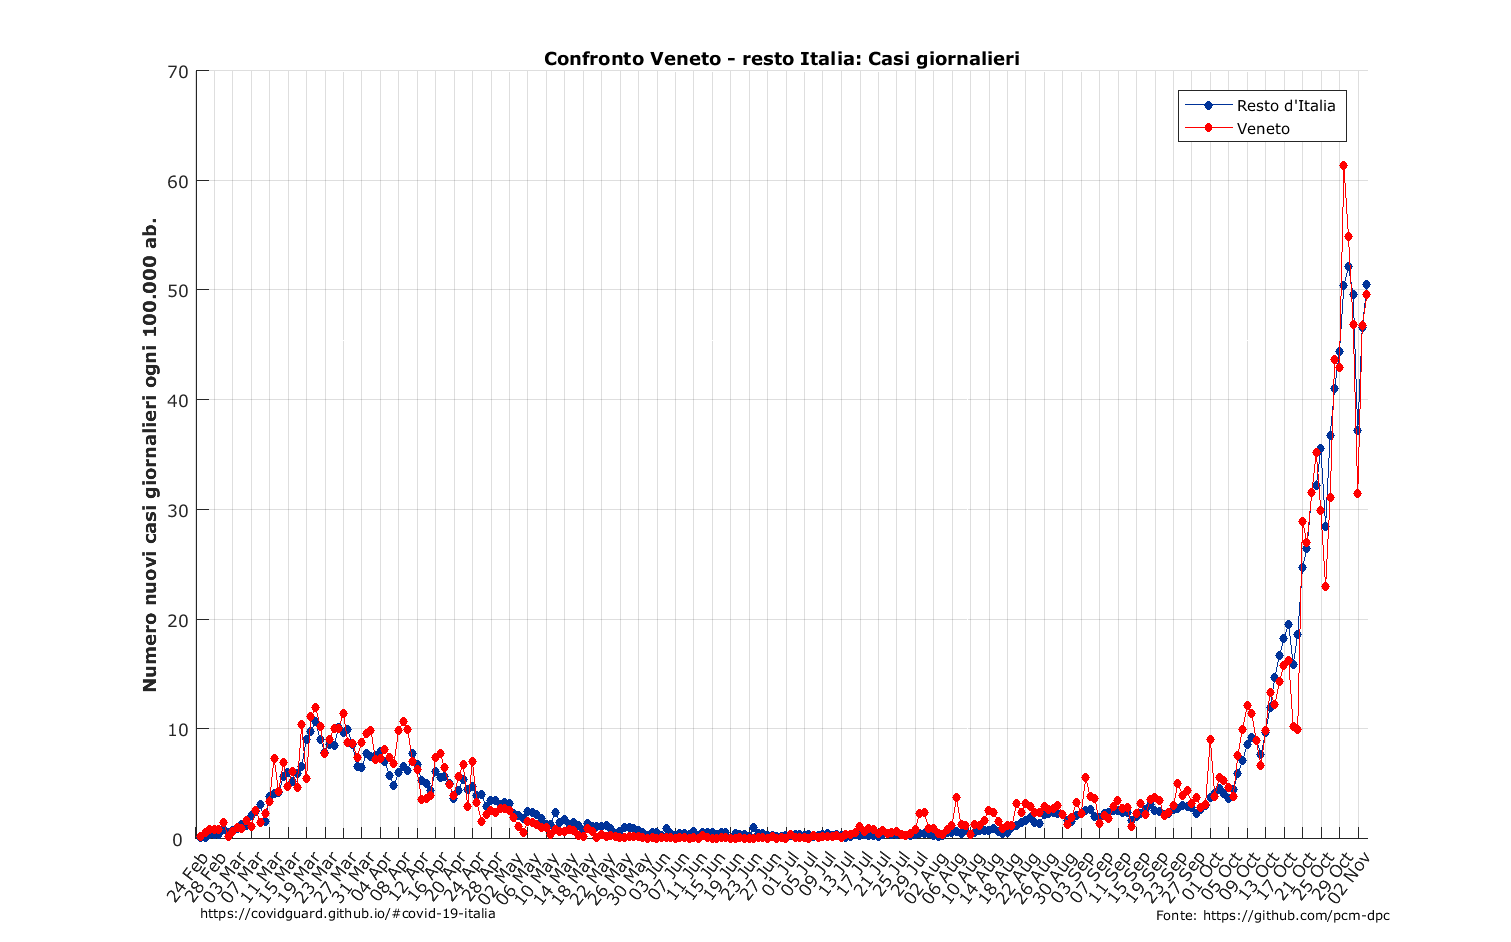 Confronto Veneto - resto Italia: Casi giornalieri
Resto d'Italia
Veneto
Numero nuovi casi giornalieri ogni 100.000 ab.
70
60
50
40
30
20
10
0
24 Feb
28 Feb
03 Mar
07 Mar
11 Mar
15 Mar
19 Mar
23 Mar
27 Mar
31 Mar
04 Apr
08 Apr
12 Apr
16 Apr
20 Apr
24 Apr
28 Apr
02 May
06 May
10 May
14 May
18 May
22 May
26 May
30 May
03 Jun
07 Jun
11 Jun
15 Jun
19 Jun
23 Jun
27 Jun
01 Jul
05 Jul
09 Jul
13 Jul
17 Jul
21 Jul
25 Jul
29 Jul
02 Aug
06 Aug
10 Aug
14 Aug
18 Aug
22 Aug
26 Aug
30 Aug
03 Sep
07 Sep
11 Sep
15 Sep
19 Sep
23 Sep
27 Sep
01 Oct
05 Oct
09 Oct
13 Oct
17 Oct
21 Oct
25 Oct
29 Oct
02 Nov
https://covidguard.github.io/#covid-19-italia
Fonte: https://github.com/pcm-dpc